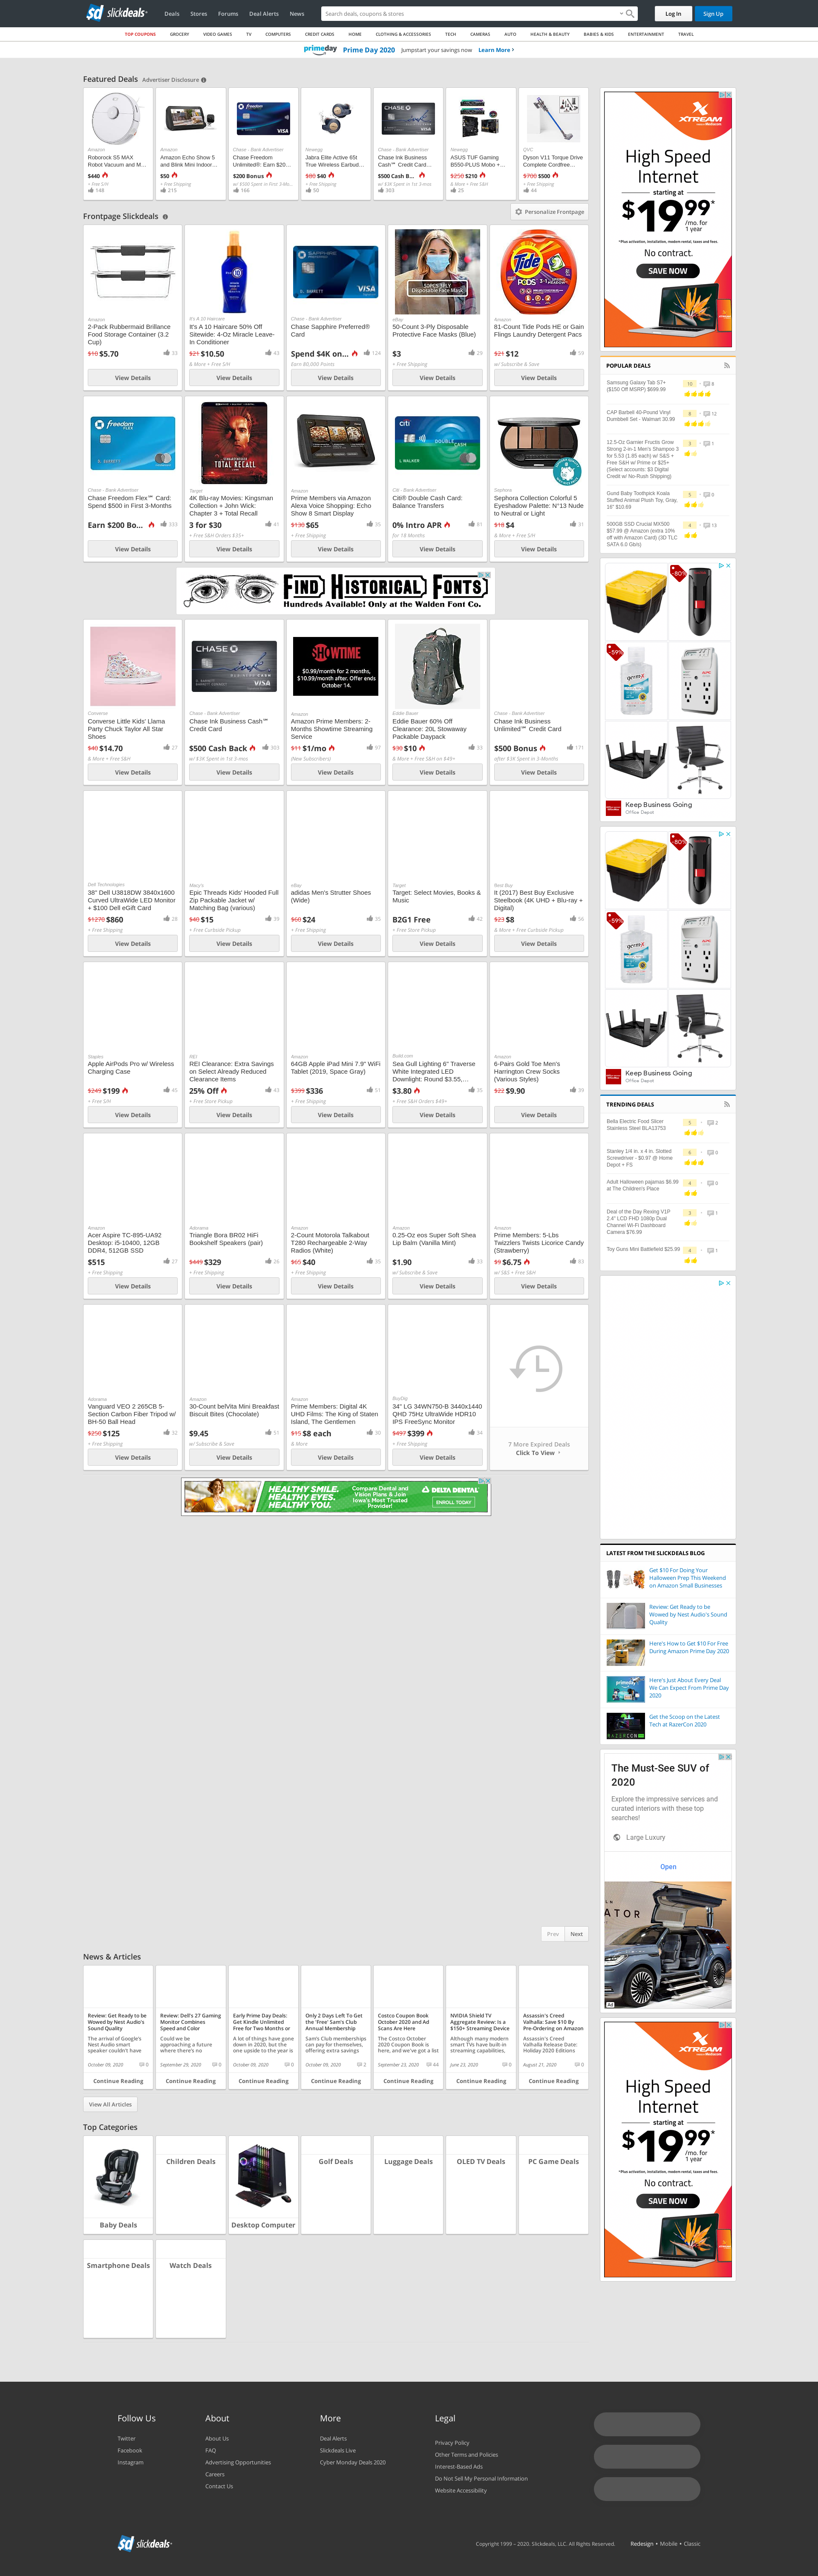 slickdeals
Deals
Stores
Forums
Deal Alerts
News
Search deals, coupons & stores
Log In
Sign Up
TOP COUPONS
GROCERY
VIDEO GAMES
TV
COMPUTERS
CREDIT CARDS
HOME
CLOTHING & ACCESSORIES
TECH
CAMERAS
AUTO
HEALTH & BEAUTY
BABIES & KIDS
ENTERTAINMENT
TRAVEL
primeday
Prime Day 2020
Jumpstart your savings now
Learn More
Featured Deals
Advertiser Disclosure
Amazon
Roborock S5 MAX
Robot Vacuum and M...
$440
+ Free S/H
148
Amazon
Amazon Echo Show 5
and Blink Mini Indoor...
$50
+ Free Shipping
215
Chase - Bank Advertiser
Chase Freedom
Unlimited®: Earn $20...
$200 Bonus
w/ $500 Spent in First 3-Mo...
166
Newegg
Jabra Elite Active 65t
True Wireless Earbud...
$80 $40
+ Free Shipping
50
Chase - Bank Advertiser
Chase Ink Business
Cash℠ Credit Card...
$500 Cash B...
w/ $3K Spent in 1st 3-mos
303
Newegg
ASUS TUF Gaming
B550-PLUS Mobo +...
$250 $210
& More + Free S&H
25
QVC
Dyson V11 Torque Drive
Complete Cordfree...
$700 $500
+ Free Shipping
44
Frontpage Slickdeals
Personalize Frontpage
Amazon
2-Pack Rubbermaid Brilliance
Food Storage Container (3.2
Cup)
$10 $5.70
33
View Details
It's A 10 Haircare
It's A 10 Haircare 50% Off
Sitewide: 4-Oz Miracle Leave-
In Conditioner
$21 $10.50
43
& More + Free S/H
View Details
Chase - Bank Advertiser
Chase Sapphire Preferred®
Card
Spend $4K on...
124
Earn 60,000 Points
View Details
50PCS 3PLY
Disposable Face Mask
eBay
50-Count 3-Ply Disposable
Protective Face Masks (Blue)
$3
29
+ Free Shipping
View Details
Tide
PODS
Amazon
81-Count Tide PODS HE or Gain
Flings Laundry Detergent Pacs
$21 $12
59
w/ Subscribe & Save
View Details
freedom
FLEX
Chase - Bank Advertiser
Chase Freedom Flex℠ Card:
Spend $500 in First 3-Months
Earn $200 Bo...
333
View Details
TOTAL RECALL
Target
4K Blu-ray Movies: Kingsman
Collection + John Wick:
Chapter 3 + Total Recall
3 for $30
41
+ Free S&H Orders $35+
View Details
Amazon
Prime Members via Amazon
Alexa Voice Shopping: Echo
Show 8 Smart Display
$130 $65
35
+ Free Shipping
View Details
citi
DOUBLE CASH
L WALKER
Citi - Bank Advertiser
Citi® Double Cash Card:
Balance Transfers
0% Intro APR
81
for 18 Months
View Details
Sephora
Sephora Collection Colorful 5
Eyeshadow Palette: N°13 Nude
to Neutral or Light
$18 $4
31
& More + Free S/H
View Details
FIND HISTORICAL FONTS
Hundreds Available! Only at the Walden Font Co.
Converse
Converse Little Kids' Llama
Party Chuck Taylor All Star
Shoes
$40 $14.70
27
& More + Free S&H
View Details
CHASE
Chase - Bank Advertiser
Chase Ink Business Cash℠
Credit Card
$500 Cash Back
303
w/ $3K Spent in 1st 3-mos
View Details
SHOWTIME
$0.99/month for 2 months,
$10.99/month after. Offer ends
October 14.
Amazon
Amazon Prime Members: 2-
Months Showtime Streaming
Service
$11 $1/mo
97
(New Subscribers)
View Details
Eddie Bauer
Eddie Bauer 60% Off
Clearance: 20L Stowaway
Packable Daypack
$30 $10
33
& More + Free S&H on $49+
View Details
Chase - Bank Advertiser
Chase Ink Business
Unlimited℠ Credit Card
$500 Bonus
171
after $3K Spent in 3-Months
View Details
Dell Technologies
38" Dell U3818DW 3840x1600
Curved UltraWide LED Monitor
+ $100 Dell eGift Card
$1270 $860
28
+ Free Shipping
View Details
Macy's
Epic Threads Kids' Hooded Full
Zip Packable Jacket w/
Matching Bag (various)
$40 $15
39
+ Free Curbside Pickup
View Details
eBay
adidas Men's Strutter Shoes
(Wide)
$60 $24
35
+ Free Shipping
View Details
Target
Target: Select Movies, Books &
Music
B2G1 Free
42
+ Free Store Pickup
View Details
Best Buy
It (2017) Best Buy Exclusive
Steelbook (4K UHD + Blu-ray +
Digital)
$23 $8
56
& More + Free Curbside Pickup
View Details
Staples
Apple AirPods Pro w/ Wireless
Charging Case
$249 $199
45
+ Free S/H
View Details
REI
REI Clearance: Extra Savings
on Select Already Reduced
Clearance Items
25% Off
43
+ Free Store Pickup
View Details
Amazon
64GB Apple iPad Mini 7.9" WiFi
Tablet (2019, Space Gray)
$399 $336
51
+ Free Shipping
View Details
Build.com
Sea Gull Lighting 6" Traverse
White Integrated LED
Downlight: Round $3.55,...
$3.80
35
+ Free S&H Orders $49+
View Details
Amazon
6-Pairs Gold Toe Men's
Harrington Crew Socks
(Various Styles)
$22 $9.90
39
View Details
Amazon
Acer Aspire TC-895-UA92
Desktop: i5-10400, 12GB
DDR4, 512GB SSD
$515
27
+ Free Shipping
View Details
Adorama
Triangle Bora BR02 HiFi
Bookshelf Speakers (pair)
$449 $329
26
+ Free Shipping
View Details
Amazon
2-Count Motorola Talkabout
T280 Rechargeable 2-Way
Radios (White)
$65 $40
35
+ Free Shipping
View Details
Amazon
0.25-Oz eos Super Soft Shea
Lip Balm (Vanilla Mint)
$1.90
33
w/ Subscribe & Save
View Details
Amazon
Prime Members: 5-Lbs
Twizzlers Twists Licorice Candy
(Strawberry)
$9 $6.75
83
w/ S&S + Free S&H
View Details
Adorama
Vanguard VEO 2 265CB 5-
Section Carbon Fiber Tripod w/
BH-50 Ball Head
$250 $125
32
+ Free Shipping
View Details
Amazon
30-Count belVita Mini Breakfast
Biscuit Bites (Chocolate)
$9.45
51
w/ Subscribe & Save
View Details
Amazon
Prime Members: Digital 4K
UHD Films: The King of Staten
Island, The Gentlemen
$15 $8 each
30
& More
View Details
BuyDig
34" LG 34WN750-B 3440x1440
QHD 75Hz UltraWide HDR10
IPS FreeSync Monitor
$497 $399
34
+ Free Shipping
View Details
7 More Expired Deals
Click To View
HEALTHY SMILE.
HEALTHY EYES.
HEALTHY YOU.
Compare Dental and
Vision Plans & Join
Iowa's Most Trusted
Provider!
DELTA DENTAL
ENROLL TODAY
Prev
Next
News & Articles
Review: Get Ready to be
Wowed by Nest Audio's
Sound Quality
The arrival of Google's
Nest Audio smart
speaker couldn't have
October 09, 2020
0
Continue Reading
Review: Dell's 27 Gaming
Monitor Combines
Speed and Color
Could we be
approaching a future
where there's no
September 29, 2020
0
Continue Reading
Early Prime Day Deals:
Get Kindle Unlimited
Free for Two Months or
A lot of things have gone
down in 2020, but the
one upside to the year is
October 09, 2020
0
Continue Reading
Only 2 Days Left To Get
the 'Free' Sam's Club
Annual Membership
Sam's Club memberships
can pay for themselves,
offering extra savings
October 09, 2020
2
Continue Reading
Costco Coupon Book
October 2020 and Ad
Scans Are Here
The Costco October
2020 Coupon Book is
here, and we've got a list
September 23, 2020
44
Continue Reading
NVIDIA Shield TV
Aggregate Review: Is a
$150+ Streaming Device
Although many modern
smart TVs have built-in
streaming capabilities,
June 23, 2020
0
Continue Reading
Assassin's Creed
Valhalla: Save $10 By
Pre-Ordering on Amazon
Assassin's Creed
Valhalla Release Date:
Holiday 2020 Editions
August 21, 2020
0
Continue Reading
View All Articles
Top Categories
Baby Deals
Children Deals
Desktop Computer
Golf Deals
Luggage Deals
OLED TV Deals
PC Game Deals
Smartphone Deals
Watch Deals
XTREAM
High Speed
Internet
starting at
$19.99*
/mo. for
1 year
*Plus activation, installation, modem rental, taxes and fees.
No contract.
SAVE NOW
POPULAR DEALS
Samsung Galaxy Tab S7+
($150 Off MSRP) $699.99
10
8
CAP Barbell 40-Pound Vinyl
Dumbbell Set - Walmart 30.99
8
12
12.5-Oz Garnier Fructis Grow
Strong 2-in-1 Men's Shampoo 3
for 5.53 (1.85 each) w/ S&S +
Free S&H w/ Prime or $25+
(Select accounts: $3 Digital
Credit w/ No-Rush Shipping)
3
1
Gund Baby Toothpick Koala
Stuffed Animal Plush Toy, Gray,
16" $10.69
5
0
500GB SSD Crucial MX500
$57.99 @ Amazon (extra 10%
off with Amazon Card) (3D TLC
SATA 6.0 Gb/s)
4
13
-80%
-59%
germ-x
APC
Keep Business Going
Office Depot
-80%
-59%
germ-x
APC
Keep Business Going
Office Depot
TRENDING DEALS
Bella Electric Food Slicer
Stainless Steel BLA13753
5
2
Stanley 1/4 in. x 4 in. Slotted
Screwdriver - $0.97 @ Home
Depot + FS
6
0
Adult Halloween pajamas $6.99
at The Children's Place
4
0
Deal of the Day Rexing V1P
2.4" LCD FHD 1080p Dual
Channel Wi-Fi Dashboard
Camera $76.99
3
1
Toy Guns Mini Battlefield $25.99
4
1
LATEST FROM THE SLICKDEALS BLOG
Get $10 For Doing Your
Halloween Prep This Weekend
on Amazon Small Businesses
Review: Get Ready to be
Wowed by Nest Audio's Sound
Quality
Here's How to Get $10 For Free
During Amazon Prime Day 2020
Here's Just About Every Deal
We Can Expect From Prime Day
2020
Get the Scoop on the Latest
Tech at RazerCon 2020
The Must-See SUV of
2020
Explore the impressive services and
curated interiors with these top
searches!
Large Luxury
Open
Ad
XTREAM
High Speed
Internet
starting at
$19.99*
/mo. for
1 year
*Plus activation, installation, modem rental, taxes and fees.
No contract.
SAVE NOW
Follow Us
Twitter
Facebook
Instagram
About
About Us
FAQ
Advertising Opportunities
Careers
Contact Us
More
Deal Alerts
Slickdeals Live
Cyber Monday Deals 2020
Legal
Privacy Policy
Other Terms and Policies
Interest-Based Ads
Do Not Sell My Personal Information
Website Accessibility
slickdeals
Copyright 1999 – 2020. Slickdeals, LLC. All Rights Reserved.
Redesign • Mobile • Classic